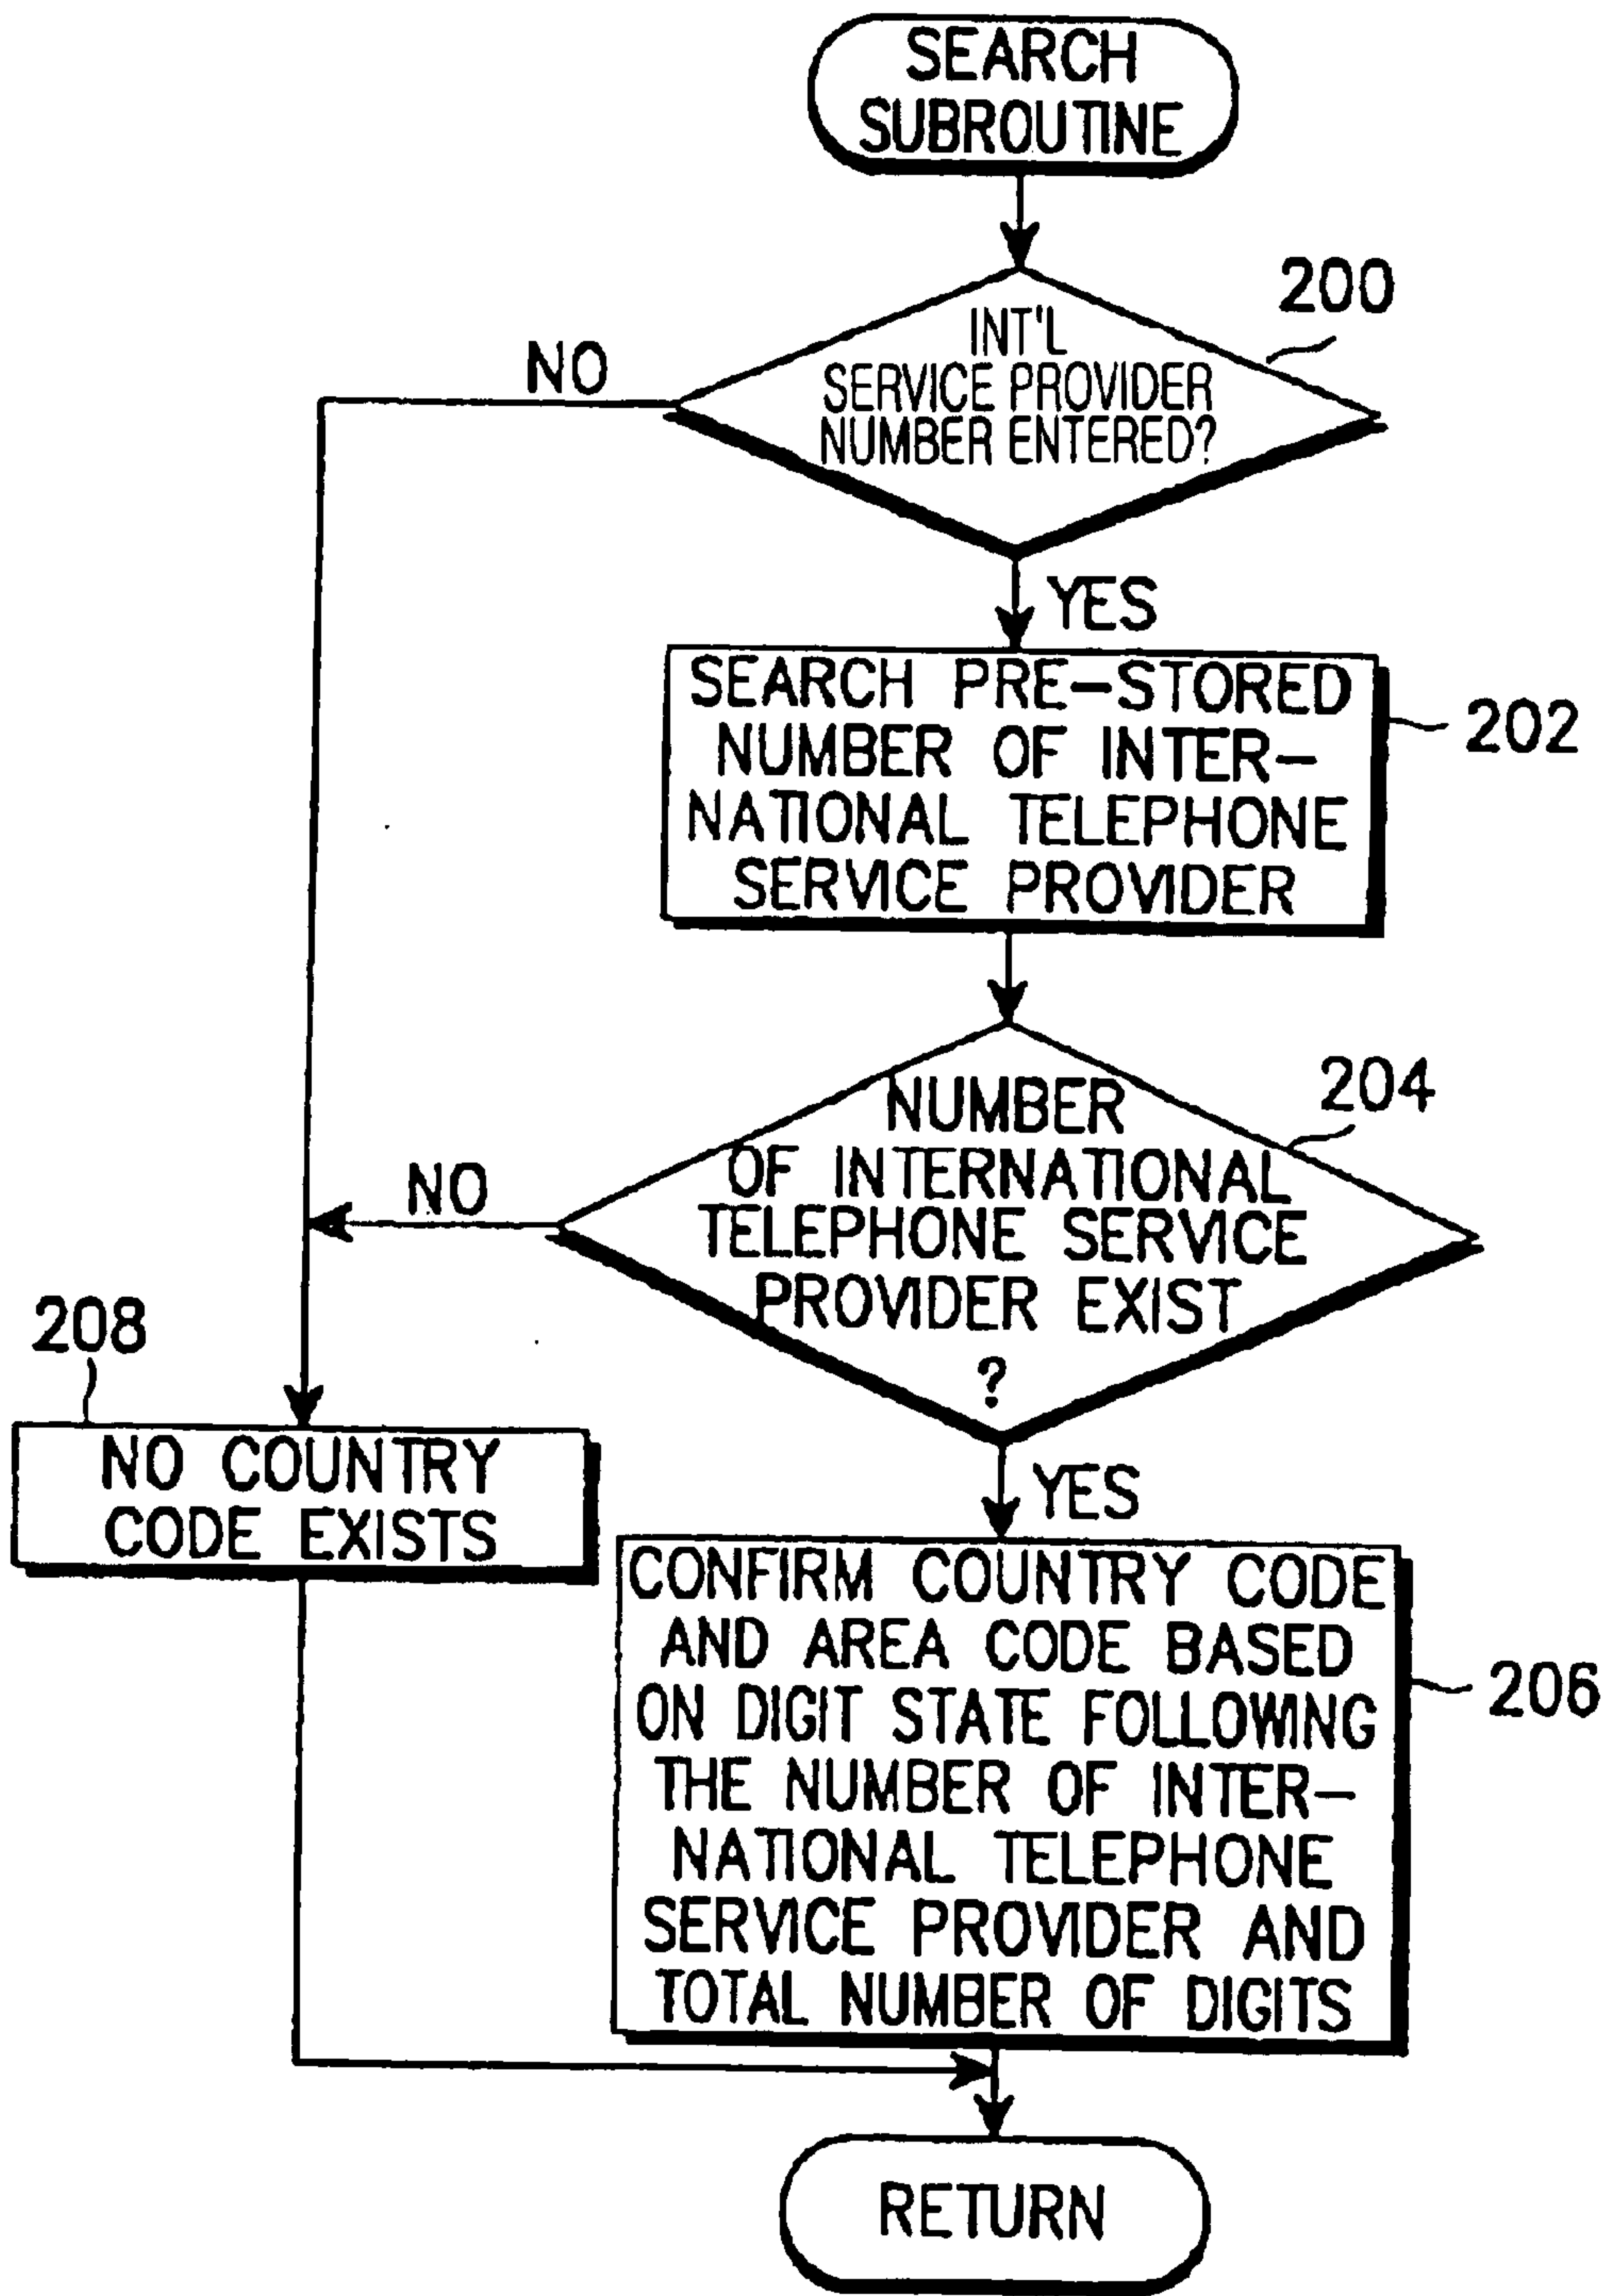 SEARCH
SUBROUTINE
200
INT'L
SERVICE PROVIDER
NUMBER ENTERED?
NO
YES
SEARCH PRE-STORED
NUMBER OF INTER-
NATIONAL TELEPHONE
SERVICE PROVIDER
202
204
NUMBER
OF INTERNATIONAL
TELEPHONE SERVICE
PROVIDER EXIST
?
NO
YES
208
NO COUNTRY
CODE EXISTS
CONFIRM COUNTRY CODE
AND AREA CODE BASED
ON DIGIT STATE FOLLOWING
THE NUMBER OF INTER-
NATIONAL TELEPHONE
SERVICE PROVIDER AND
TOTAL NUMBER OF DIGITS
206
RETURN